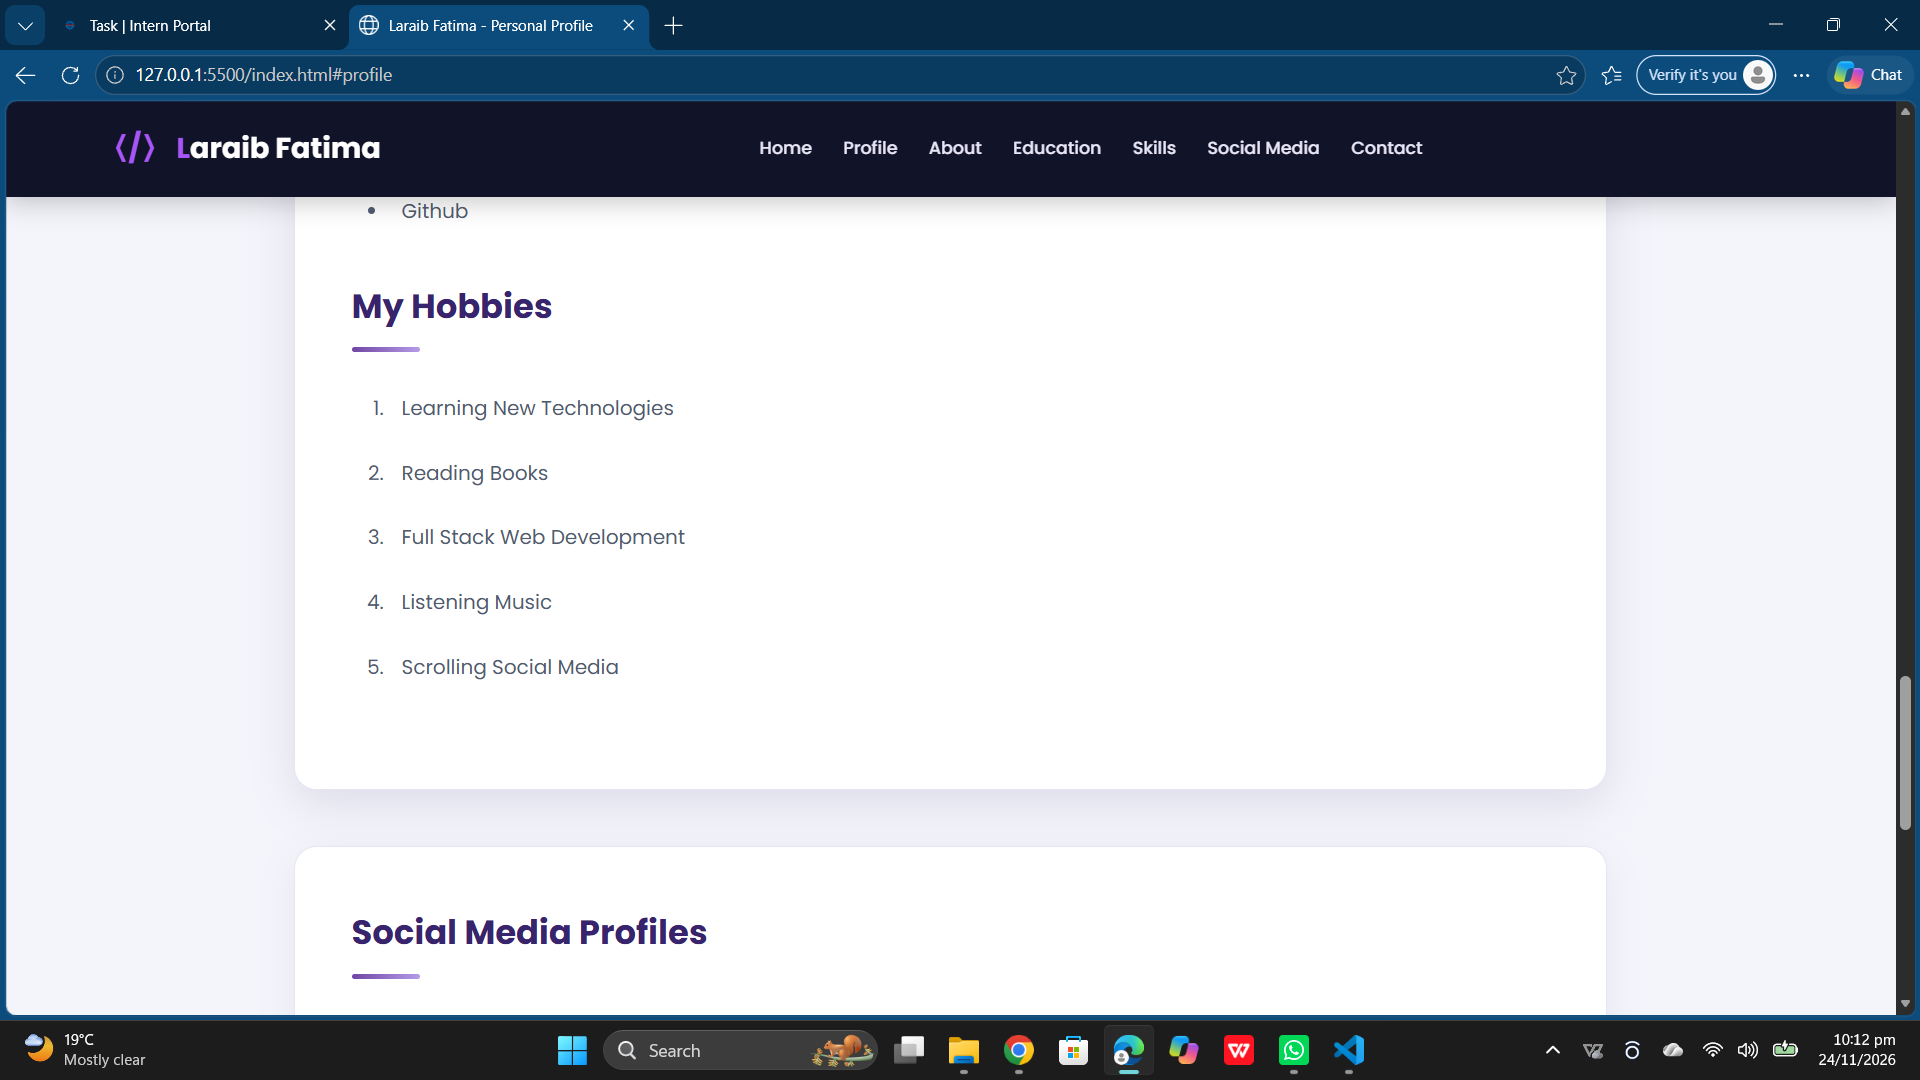 Task | Intern Portal
Laraib Fatima - Personal Profile
127.0.0.1:5500/index.html#profile
Verify it's you
Chat
Laraib Fatima
Home
Profile
About
Education
Skills
Social Media
Contact
• Github
My Hobbies
1. Learning New Technologies
2. Reading Books
3. Full Stack Web Development
4. Listening Music
5. Scrolling Social Media
Social Media Profiles
19°C
Mostly clear
Search
10:12 pm
24/11/2026